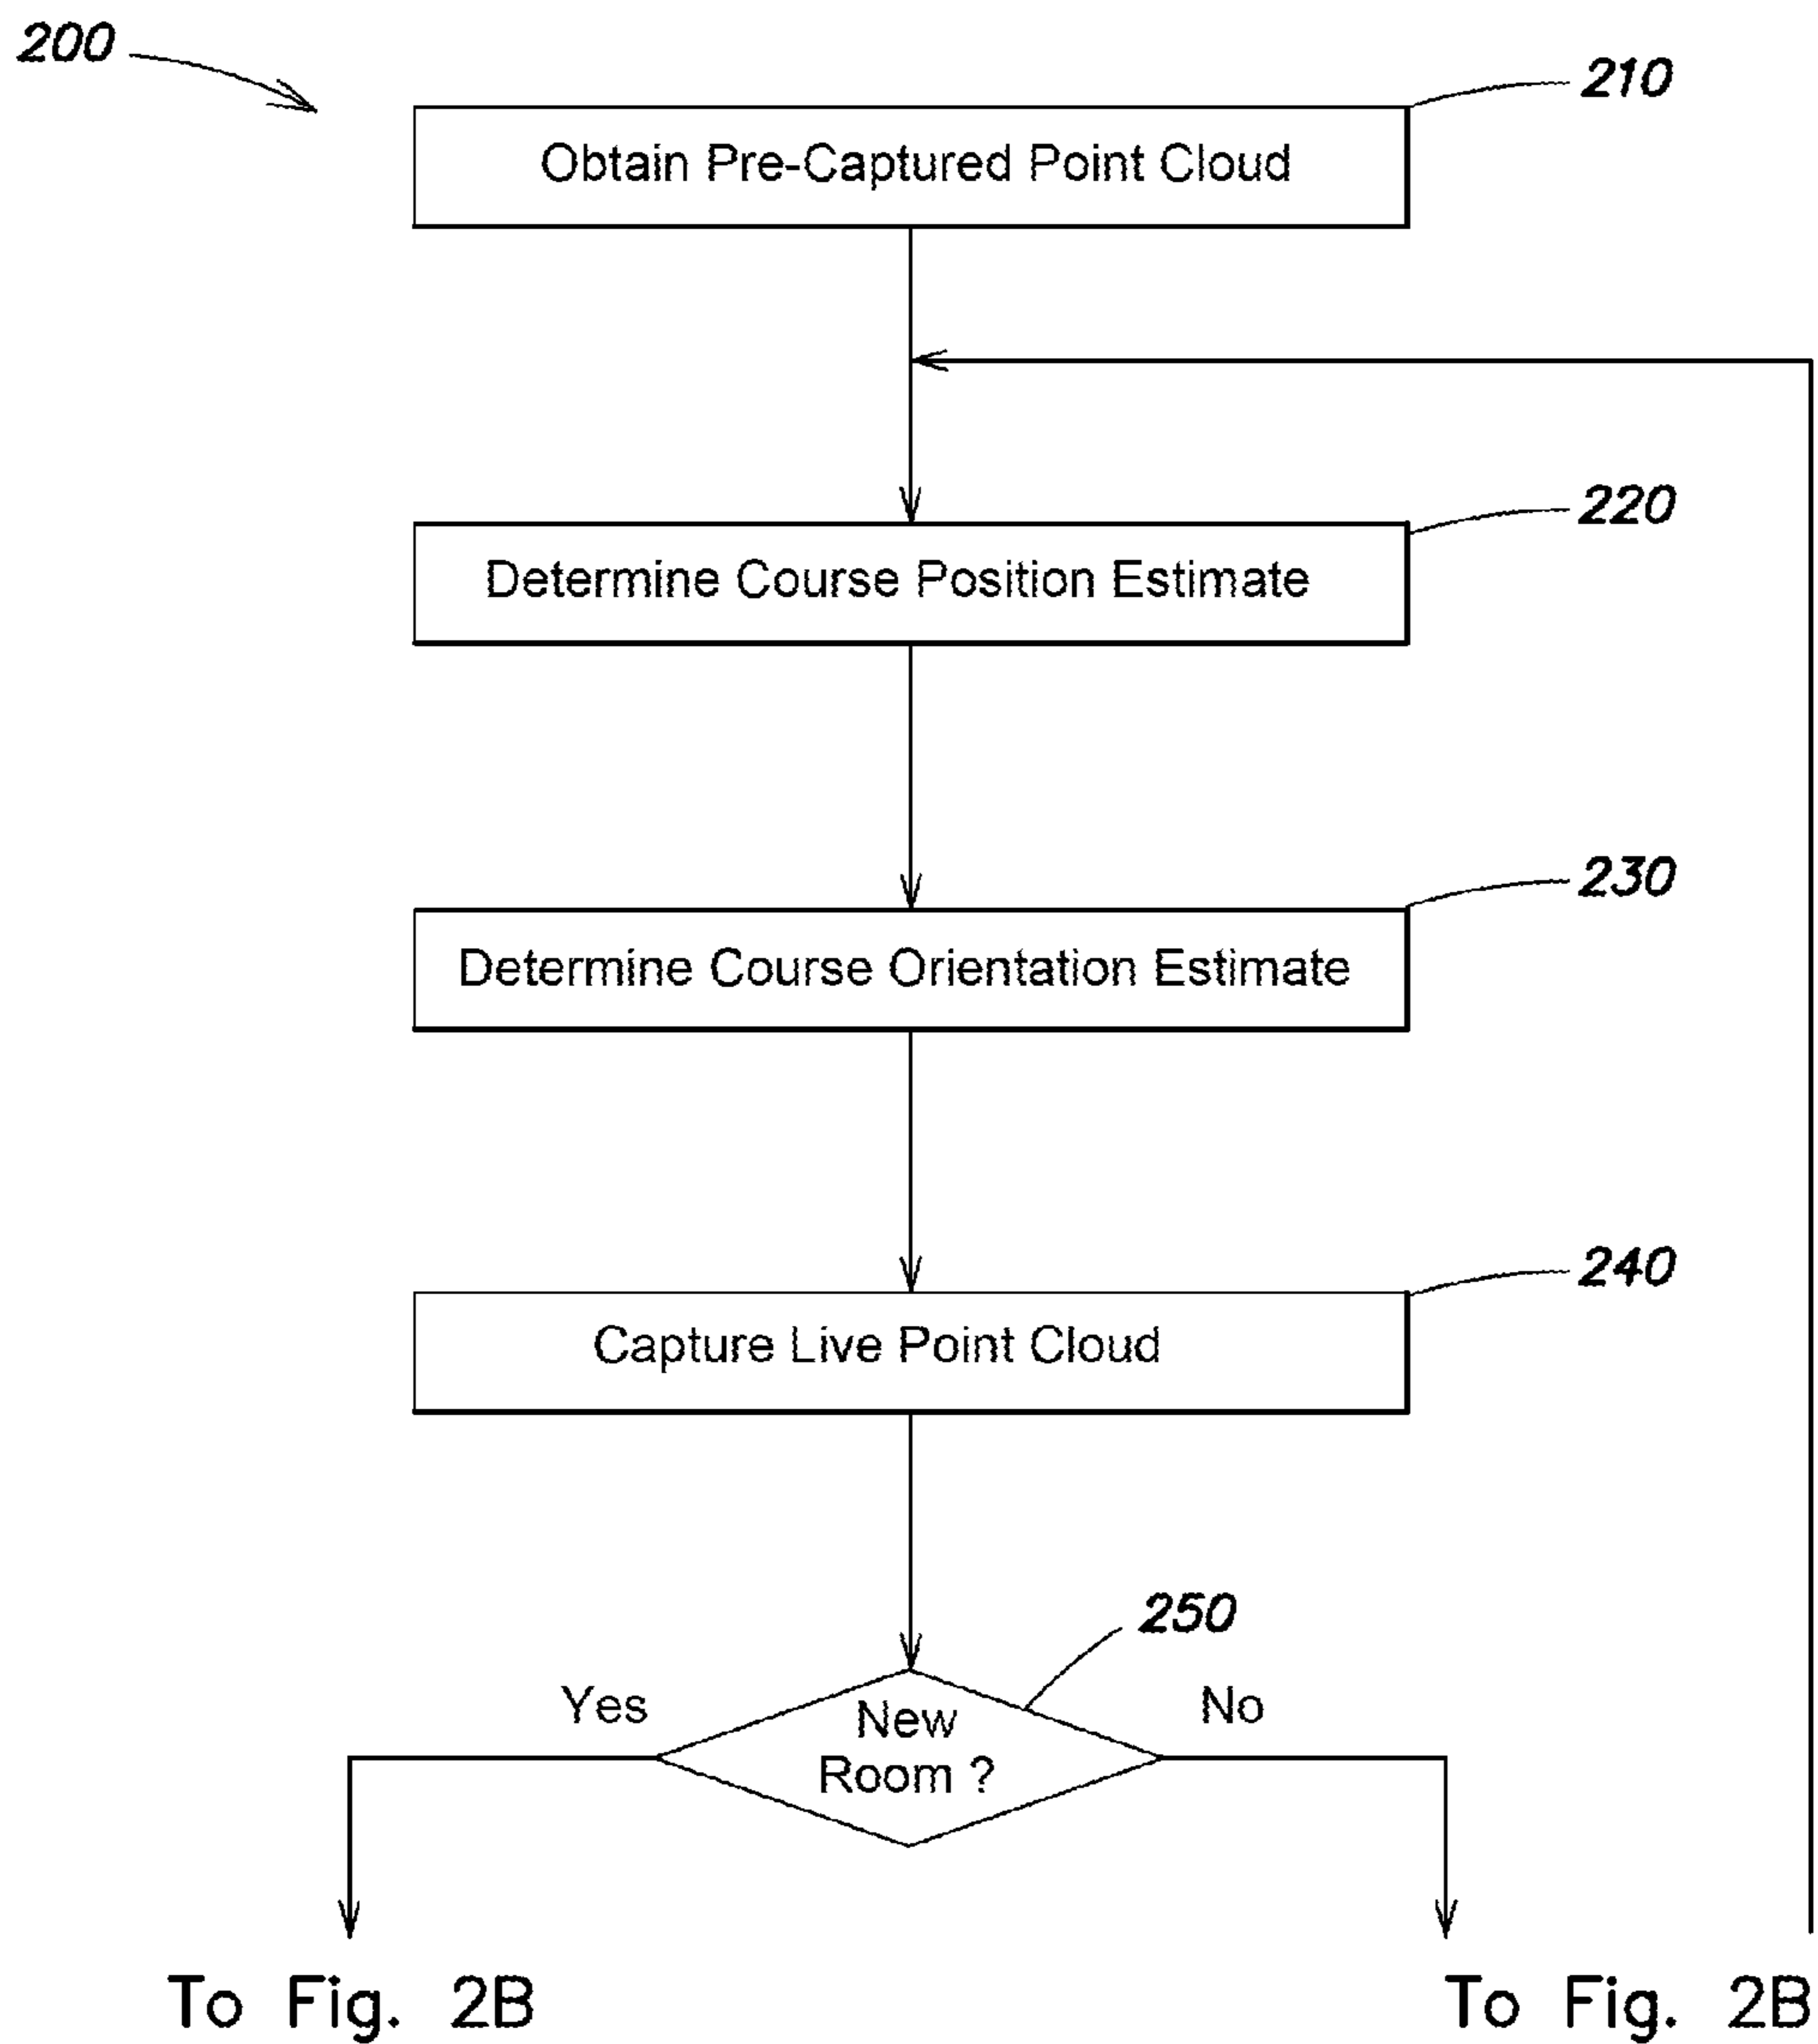 200
210
Obtain Pre-Captured Point Cloud
220
Determine Course Position Estimate
230
Determine Course Orientation Estimate
240
Capture Live Point Cloud
250
Yes
New
Room ?
No
To Fig. 2B
To Fig. 2B